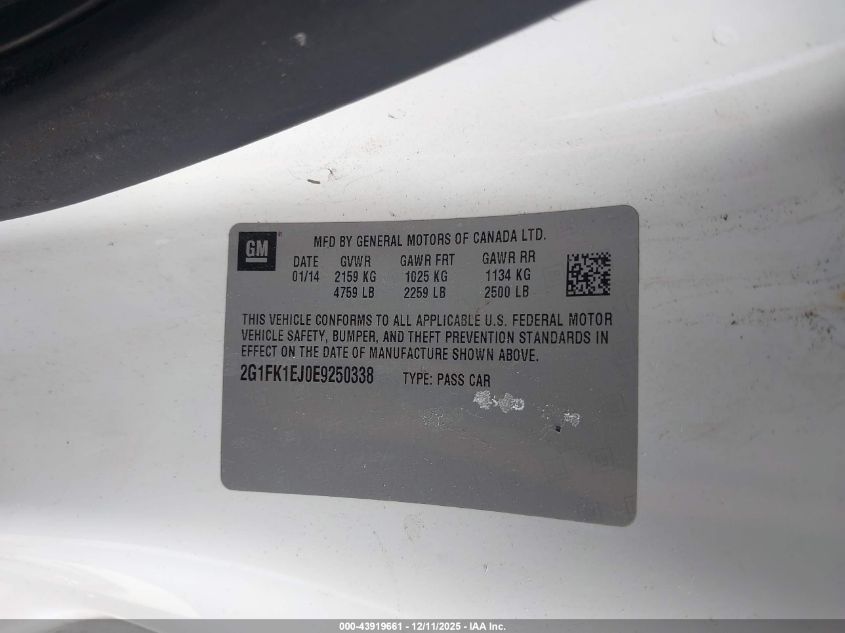 GM
MFD BY GENERAL MOTORS OF CANADA LTD.
DATE GVWR GAWR FRT GAWR RR
01/14 2159 KG 1025 KG 1134 KG
4759 LB 2259 LB 2500 LB
THIS VEHICLE CONFORMS TO ALL APPLICABLE U.S. FEDERAL MOTOR
VEHICLE SAFETY, BUMPER, AND THEFT PREVENTION STANDARDS IN
EFFECT ON THE DATE OF MANUFACTURE SHOWN ABOVE.
2G1FK1EJ0E9250338 TYPE: PASS CAR
000-43919661 - 12/11/2025 - IAA Inc.